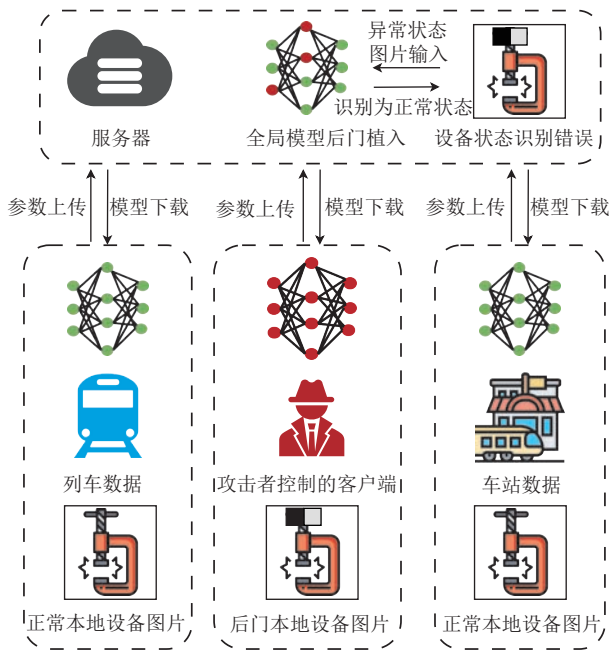 异常状态
图片输入
识别为正常状态
服务器
全局模型后门植入
设备状态识别错误
参数上传
模型下载
参数上传
模型下载
参数上传
模型下载
列车数据
攻击者控制的客户端
车站数据
正常本地设备图片
后门本地设备图片
正常本地设备图片